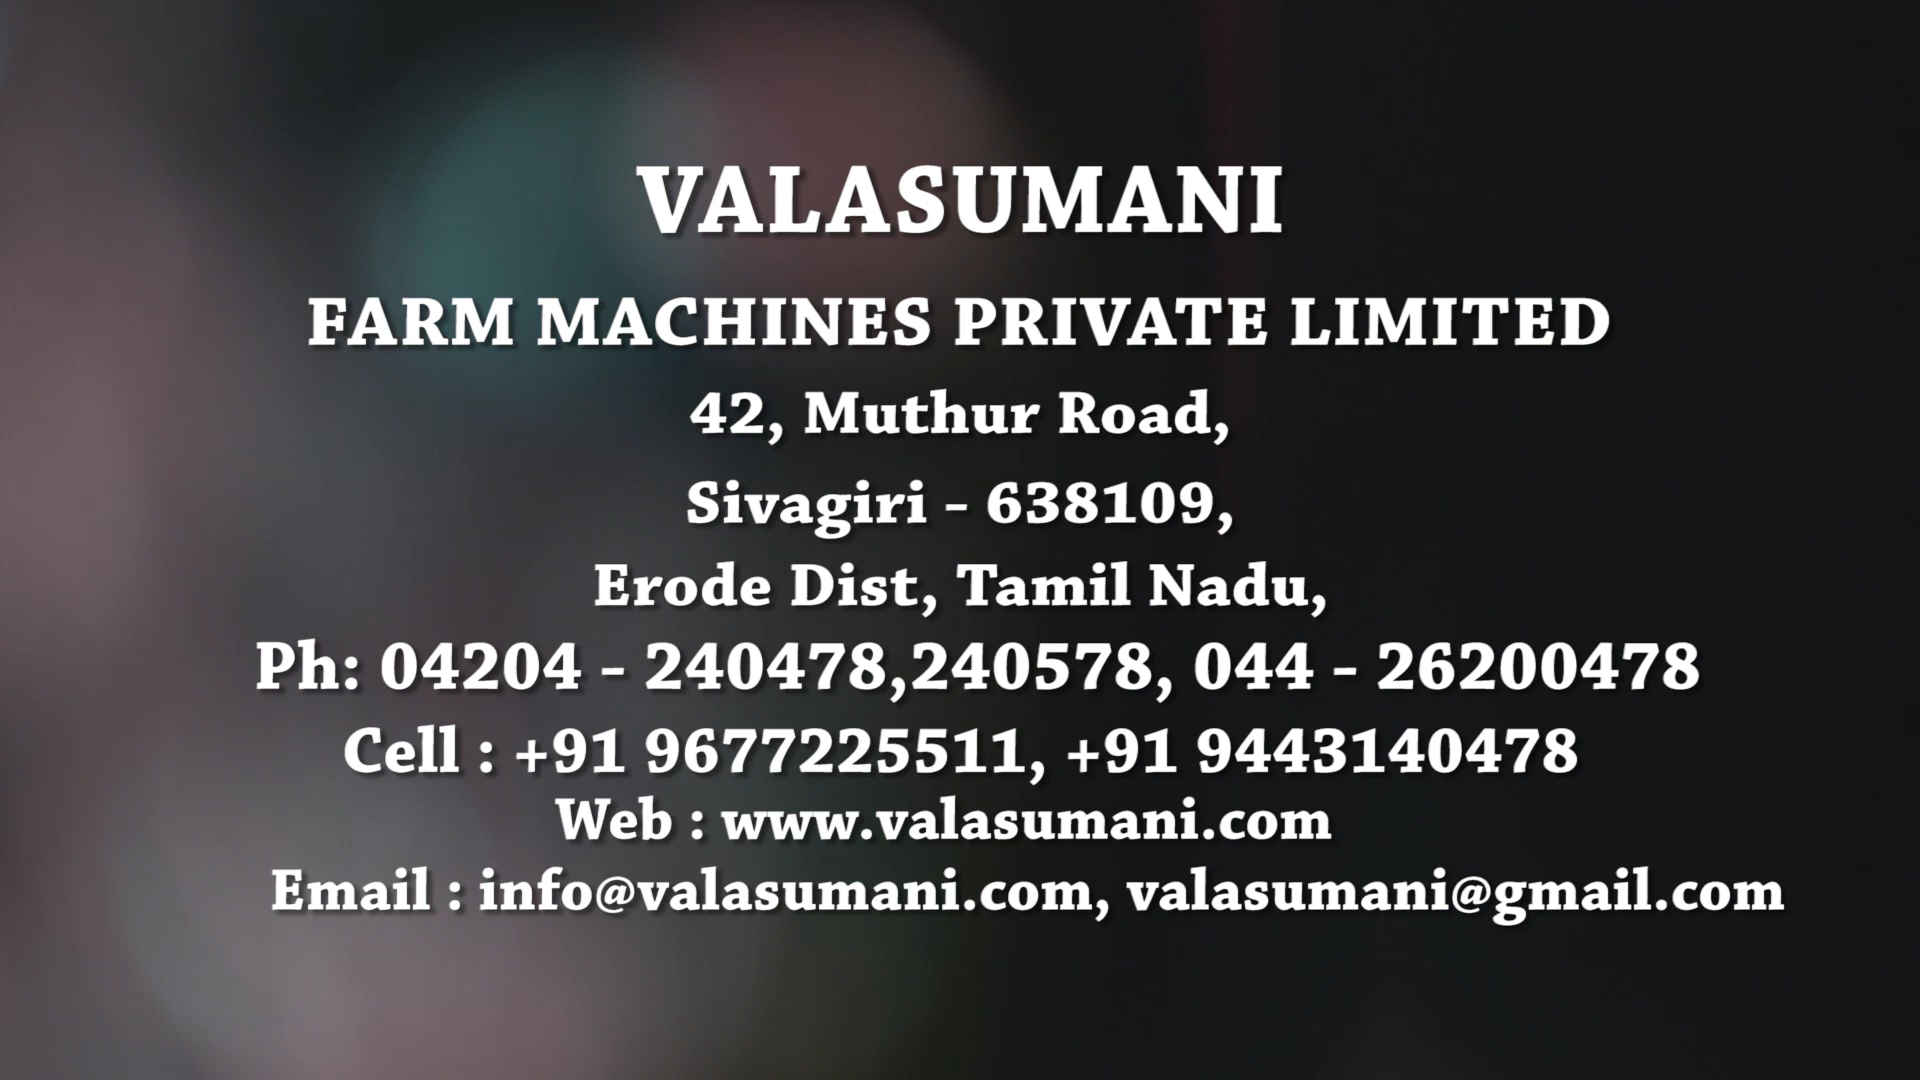 VALASUMANI
FARM MACHINES PRIVATE LIMITED
42, Muthur Road,
Sivagiri - 638109,
Erode Dist, Tamil Nadu,
Ph: 04204 - 240478,240578, 044 - 26200478
Cell : +91 9677225511, +91 9443140478
Web : www.valasumani.com
Email : info@valasumani.com, valasumani@gmail.com